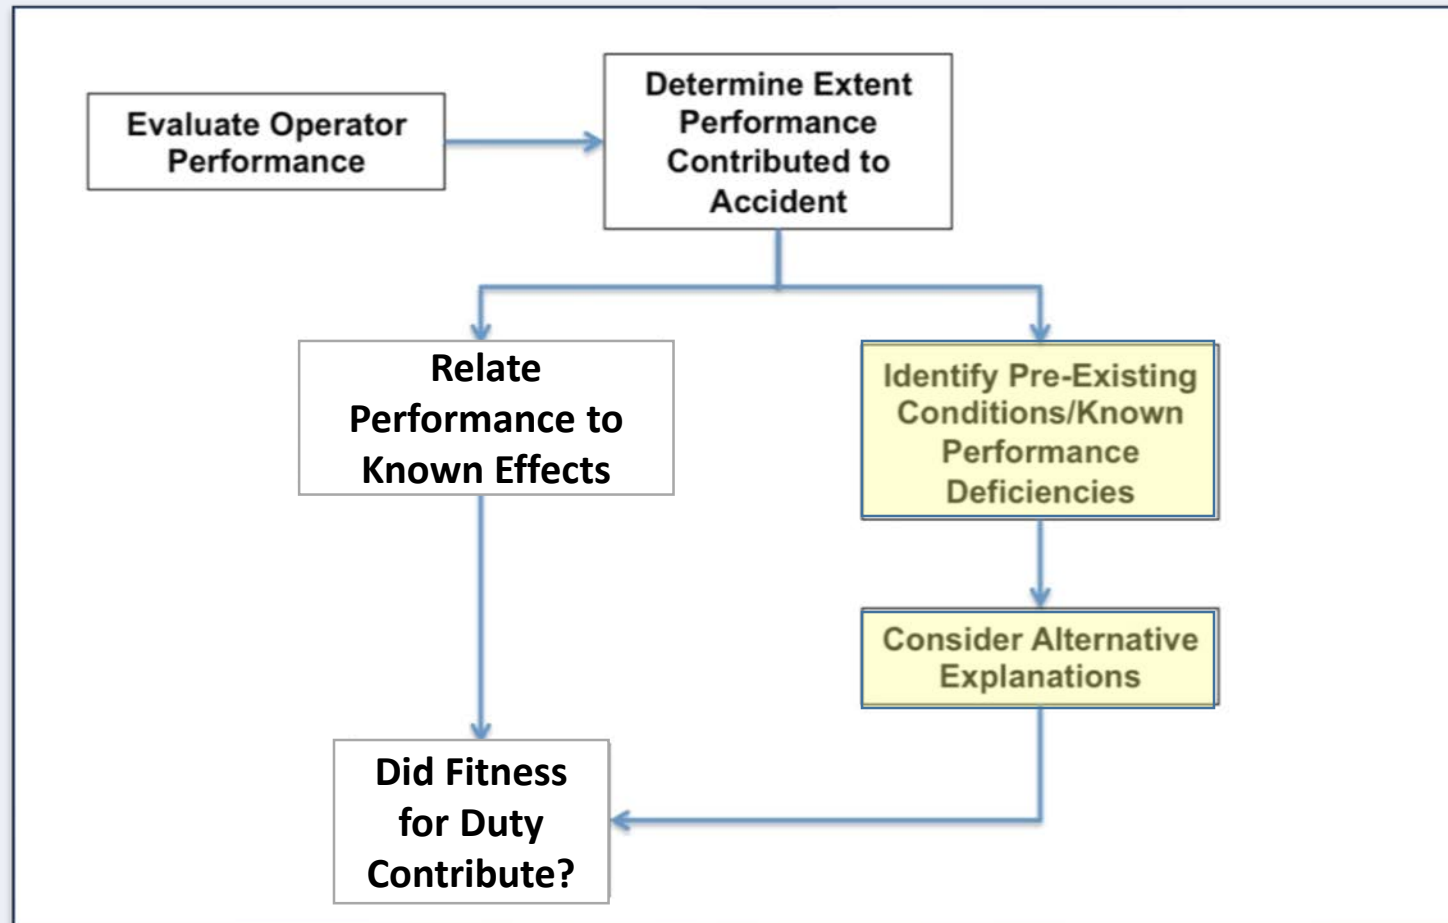 Evaluate Operator
Performance
Determine Extent
Performance
Contributed to
Accident
Relate
Performance to
Known Effects
Identify Pre-Existing
Conditions/Known
Performance
Deficiencies
Consider Alternative
Explanations
Did Fitness
for Duty
Contribute?